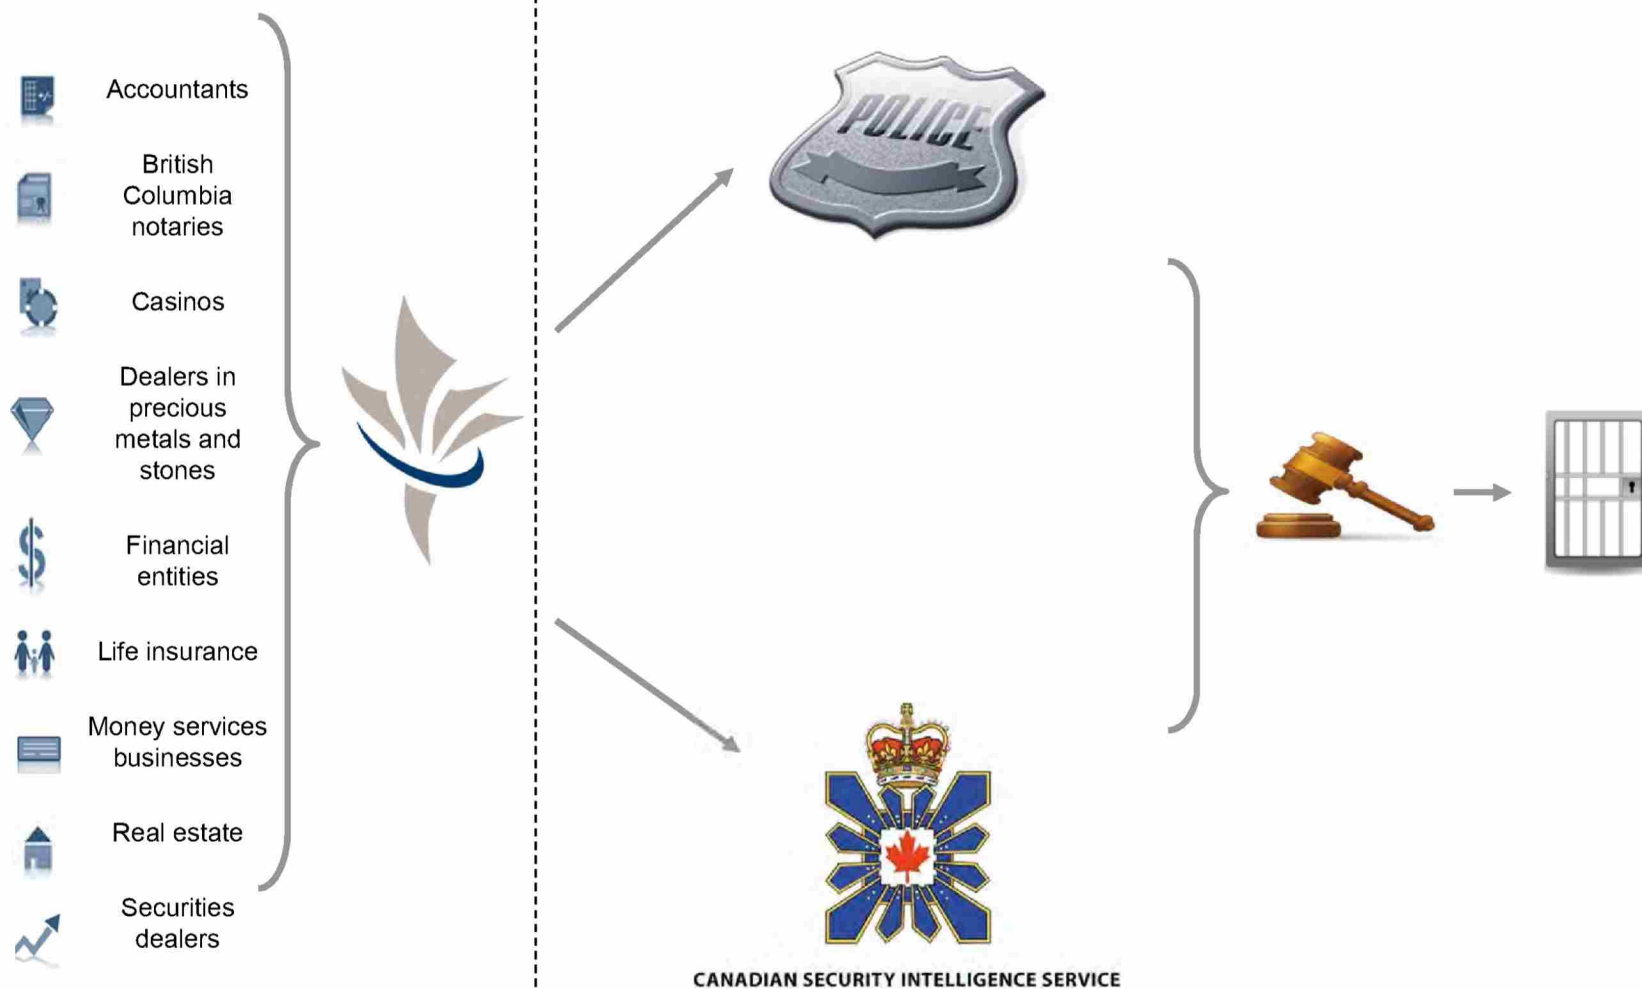 Accountants
British
Columbia
notaries
Casinos
Dealers in
precious
metals and
stones
Financial
entities
Life insurance
Money services
businesses
Real estate
Securities
dealers
POLICE
CANADIAN SECURITY INTELLIGENCE SERVICE